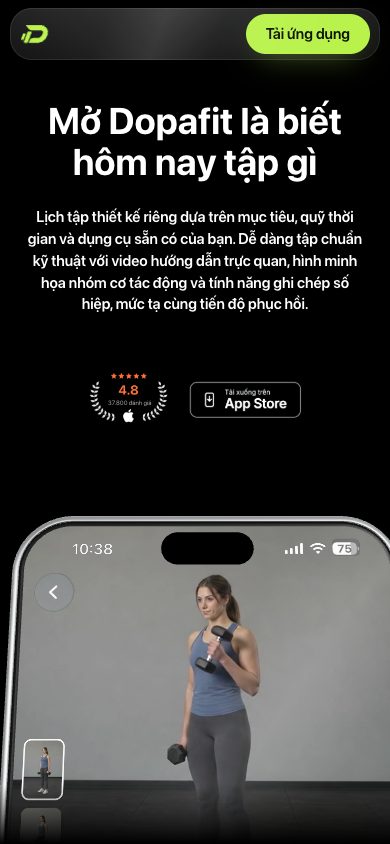 Tải ứng dụng
Mở Dopafit là biết
hôm nay tập gì
Lịch tập thiết kế riêng dựa trên mục tiêu, quỹ thời
gian và dụng cụ sẵn có của bạn. Dễ dàng tập chuẩn
kỹ thuật với video hướng dẫn trực quan, hình minh
họa nhóm cơ tác động và tính năng ghi chép số
hiệp, mức tạ cùng tiến độ phục hồi.
4.8
37.800 đánh giá
Tải xuống trên
App Store
10:38
75